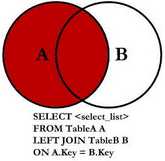 A B
SELECT <select_list>
FROM TableA A
LEFT JOIN TableB B
ON A.Key = B.Key